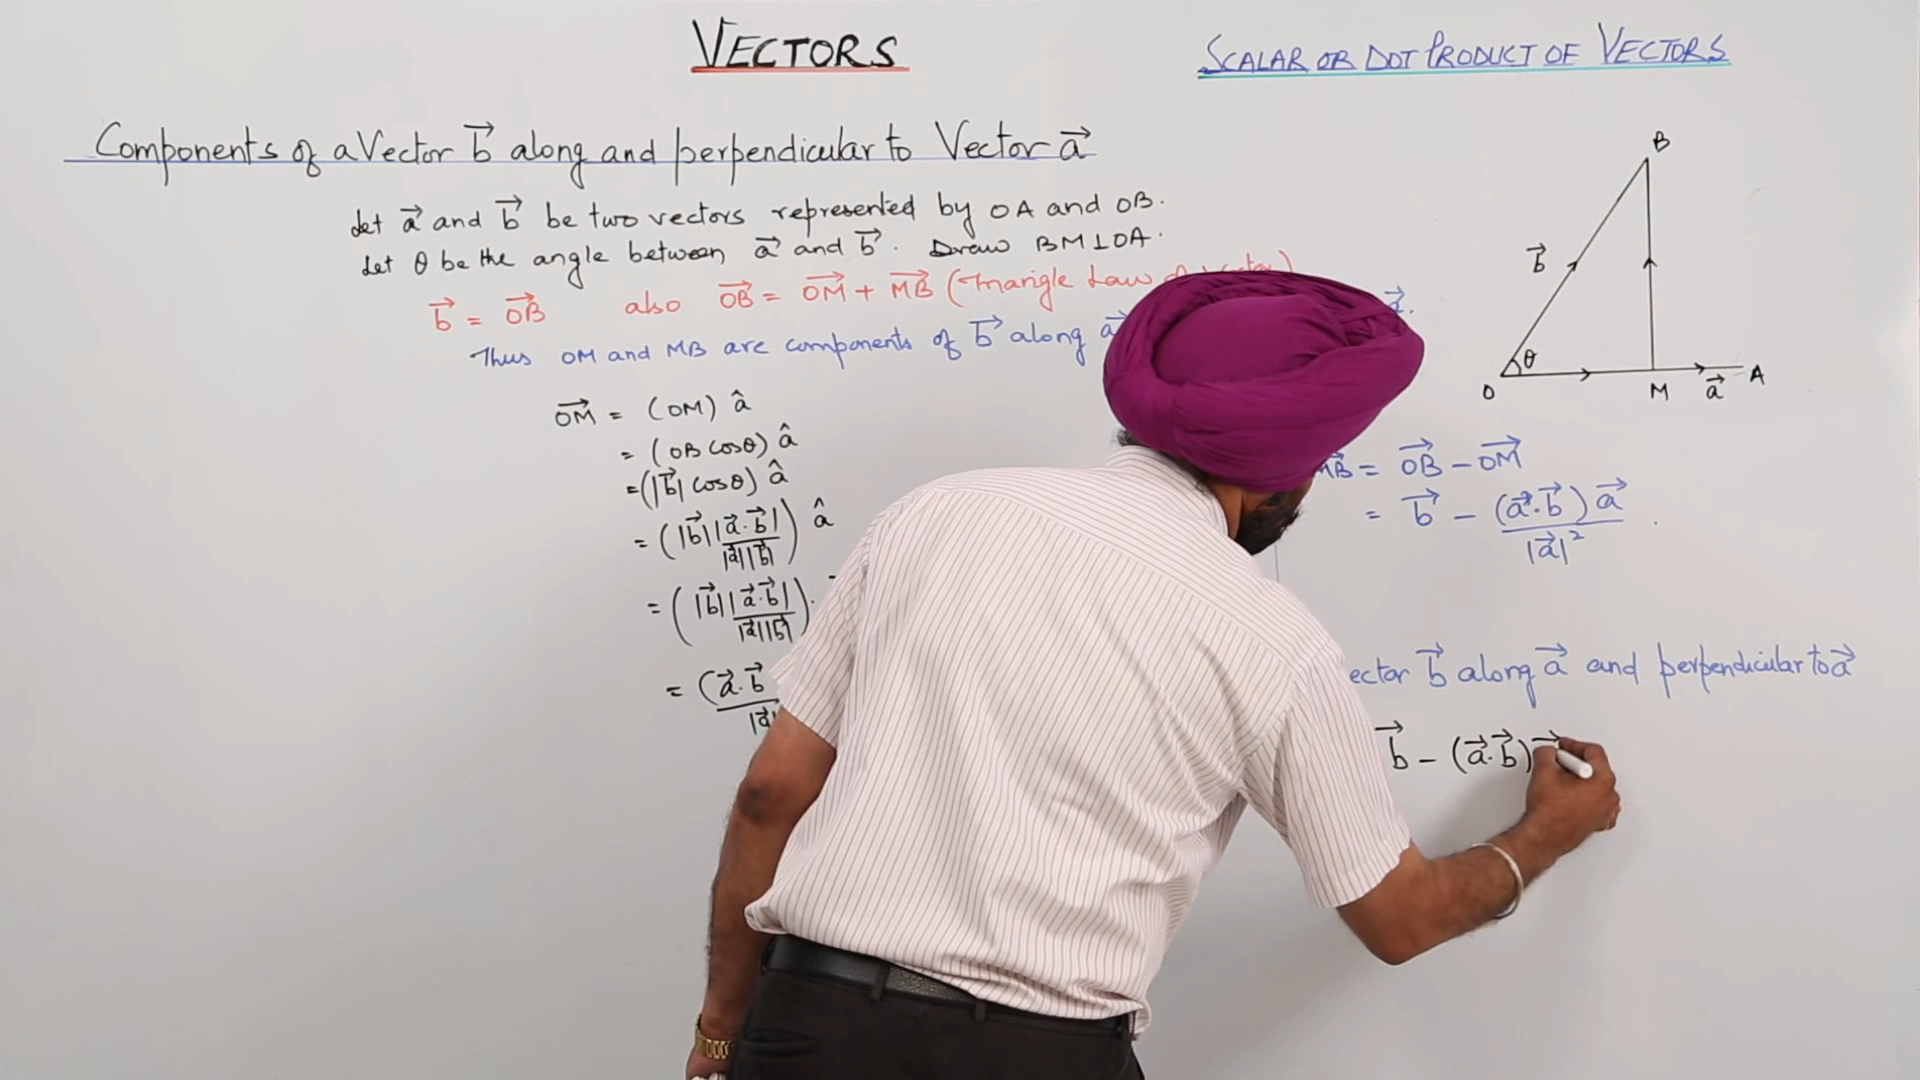 VECTORS
SCALAR OR DOT PRODUCT OF VECTORS
Components of a Vector b⃗ along and perpendicular to Vector a⃗
Let a⃗ and b⃗ be two vectors represented by OA and OB.
Let θ be the angle between a⃗ and b⃗. Draw BM⊥OA.
b⃗ = OB⃗ also OB⃗ = OM⃗ + MB⃗ (Triangle Law
Thus OM and MB are components of b⃗ along a⃗ a⃗.
OM⃗ = (OM) â
= (OB cosθ) â
= (|b⃗| cosθ) â
= (|b⃗| |a⃗.b⃗| / |a⃗||b⃗|) â
= (|b⃗| |a⃗.b⃗| / |a⃗||b⃗|).
= (a⃗.b⃗ / |a⃗|
B
b⃗
θ
O M a⃗ A
MB⃗ = OB⃗ − OM⃗
= b⃗ − (a⃗.b⃗) a⃗ / |a⃗|² .
ector b⃗ along a⃗ and perpendicular to a⃗
b⃗ − (a⃗.b⃗)